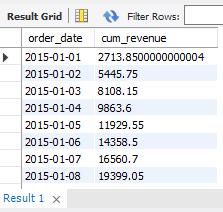 Result Grid Filter Rows:
order_date cum_revenue
2015-01-01 2713.8500000000004
2015-01-02 5445.75
2015-01-03 8108.15
2015-01-04 9863.6
2015-01-05 11929.55
2015-01-06 14358.5
2015-01-07 16560.7
2015-01-08 19399.05
Result 1 ×